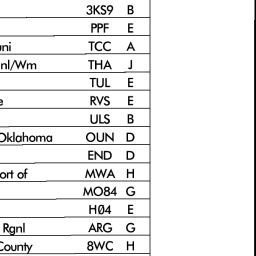 3KS9 B
PPF E
uni TCC A
nl/Wm THA J
TUL E
e RVS E
ULS B
Oklahoma OUN D
END D
ort of MWA H
MO84 G
HØ4 E
Rgnl ARG G
County 8WC H